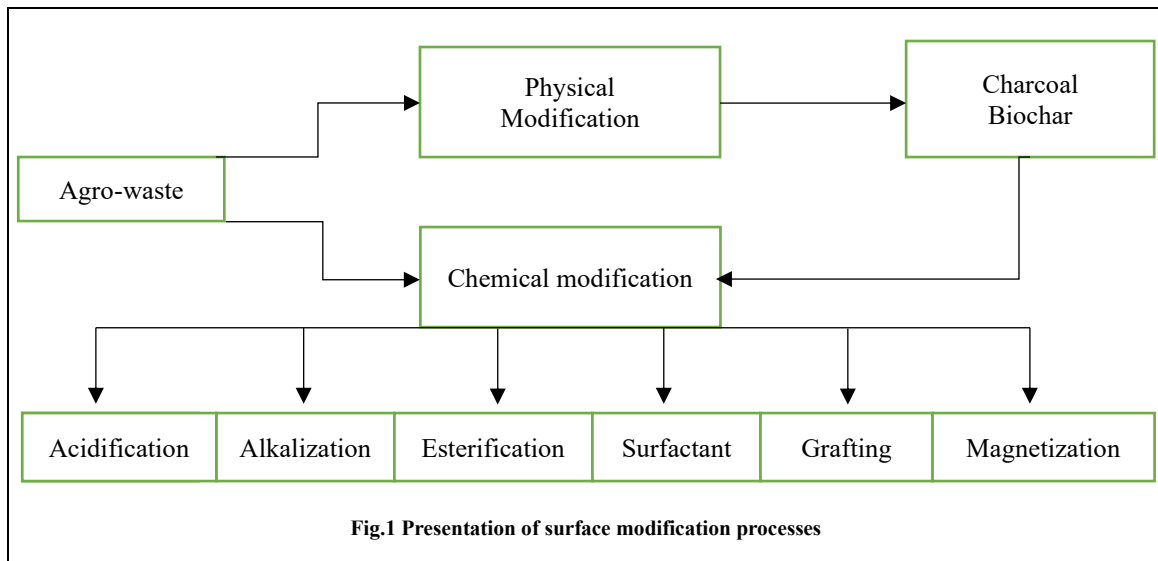 Physical
Modification
Charcoal
Biochar
Agro-waste
Chemical modification
Acidification
Alkalization
Esterification
Surfactant
Grafting
Magnetization
Fig.1 Presentation of surface modification processes